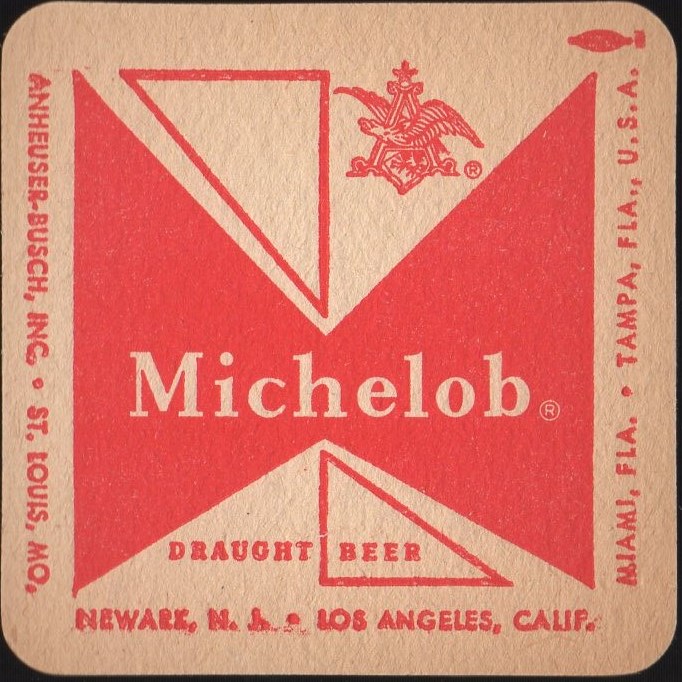 Michelob®
DRAUGHT BEER
®
ANHEUSER-BUSCH, INC. • ST. LOUIS, MO.
NEWARK, N. J. • LOS ANGELES, CALIF.
MIAMI, FLA. • TAMPA, FLA., U.S.A.